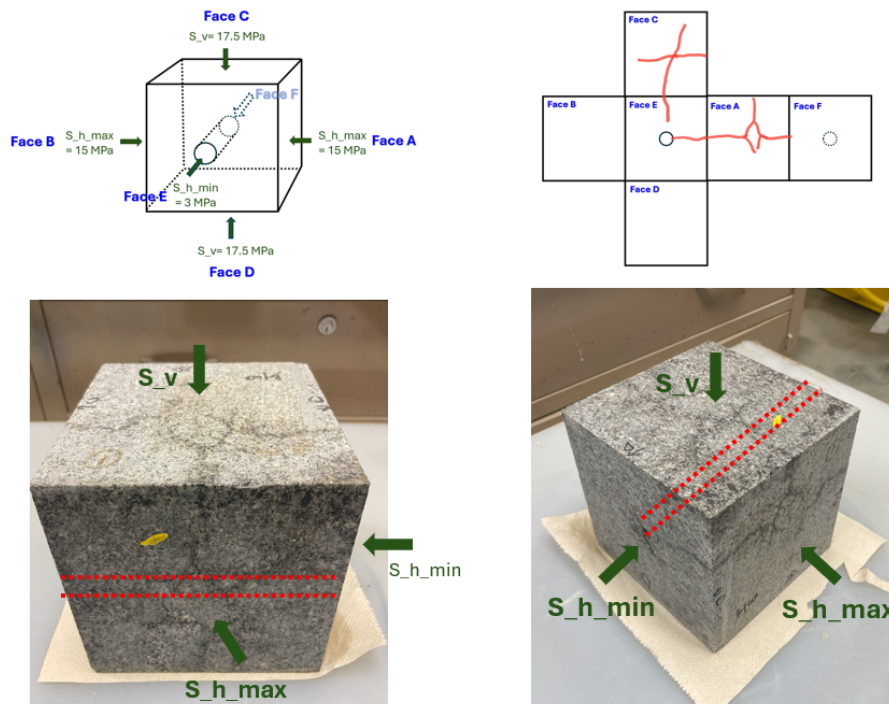 Face C
S_v = 17.5 MPa
Face F
Face B
S_h_max
= 15 MPa
S_h_max
= 15 MPa
Face A
S_h_min
= 3 MPa
Face E
S_v= 17.5 MPa
Face D
Face C
Face B
Face E
Face A
Face F
Face D
S_v
S_h_min
S_h_max
S_v
S_h_min
S_h_max